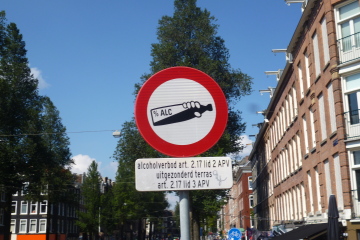 % ALC
alcoholverbod art. 2.17 lid 2 APV
uitgezonderd terras
art. 2.17 lid 3 APV